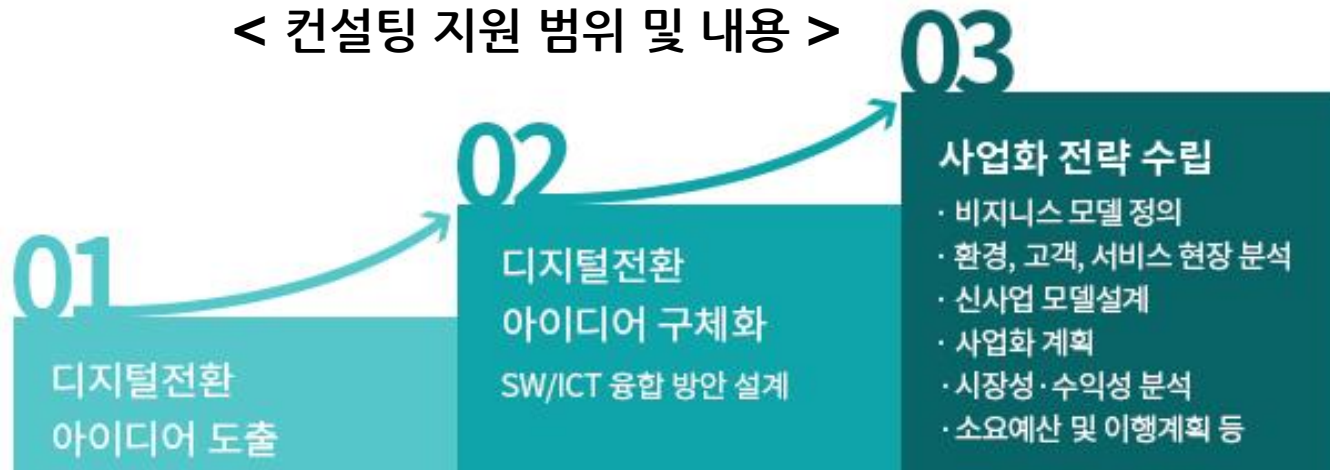 < 컨설팅 지원 범위 및 내용 >
01
디지털전환
아이디어 도출
02
디지털전환
아이디어 구체화
SW/ICT 융합 방안 설계
03
사업화 전략 수립
· 비지니스 모델 정의
· 환경, 고객, 서비스 현장 분석
· 신사업 모델설계
· 사업화 계획
· 시장성 · 수익성 분석
· 소요예산 및 이행계획 등